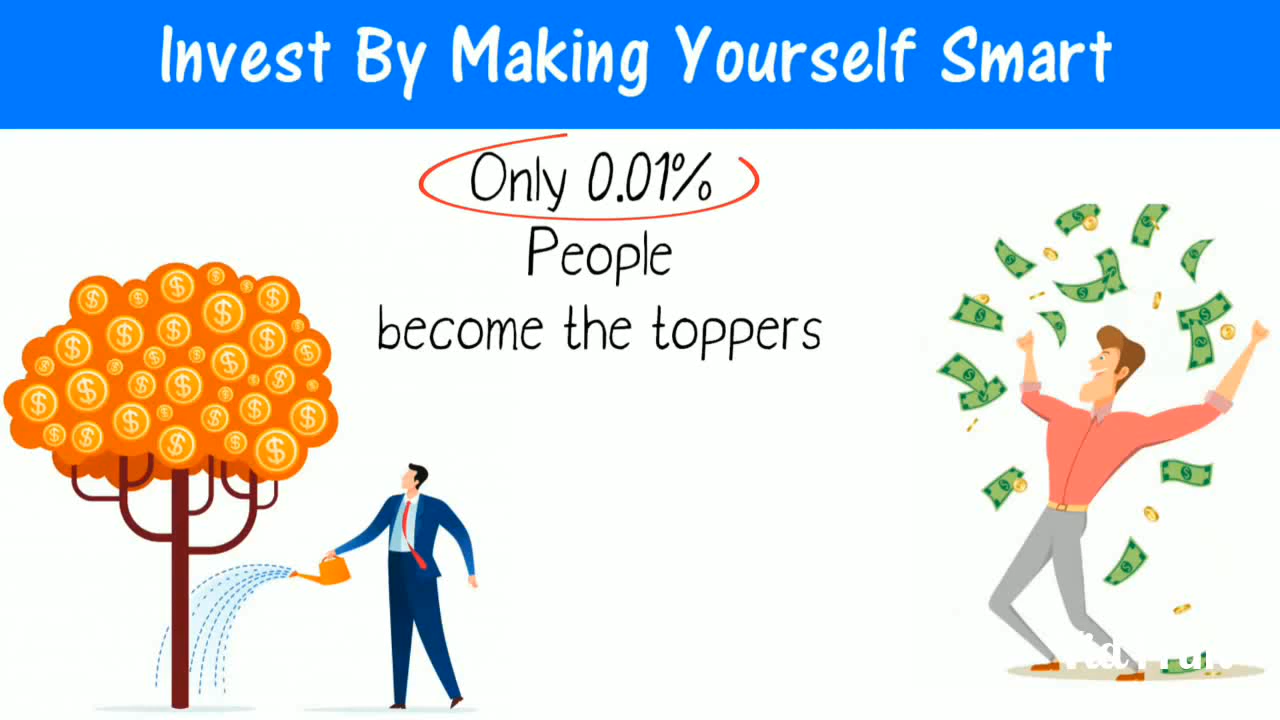 Invest By Making Yourself Smart
Only 0.01%
People
become the toppers